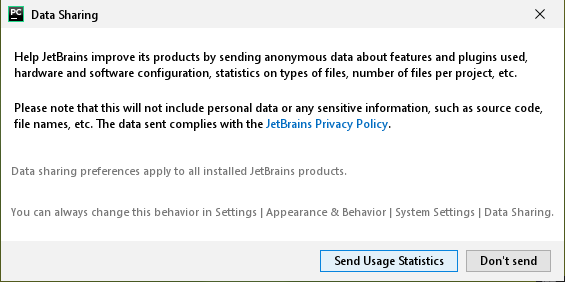 PC Data Sharing
Help JetBrains improve its products by sending anonymous data about features and plugins used,
hardware and software configuration, statistics on types of files, number of files per project, etc.
Please note that this will not include personal data or any sensitive information, such as source code,
file names, etc. The data sent complies with the JetBrains Privacy Policy.
Data sharing preferences apply to all installed JetBrains products.
You can always change this behavior in Settings | Appearance & Behavior | System Settings | Data Sharing.
Send Usage Statistics Don't send